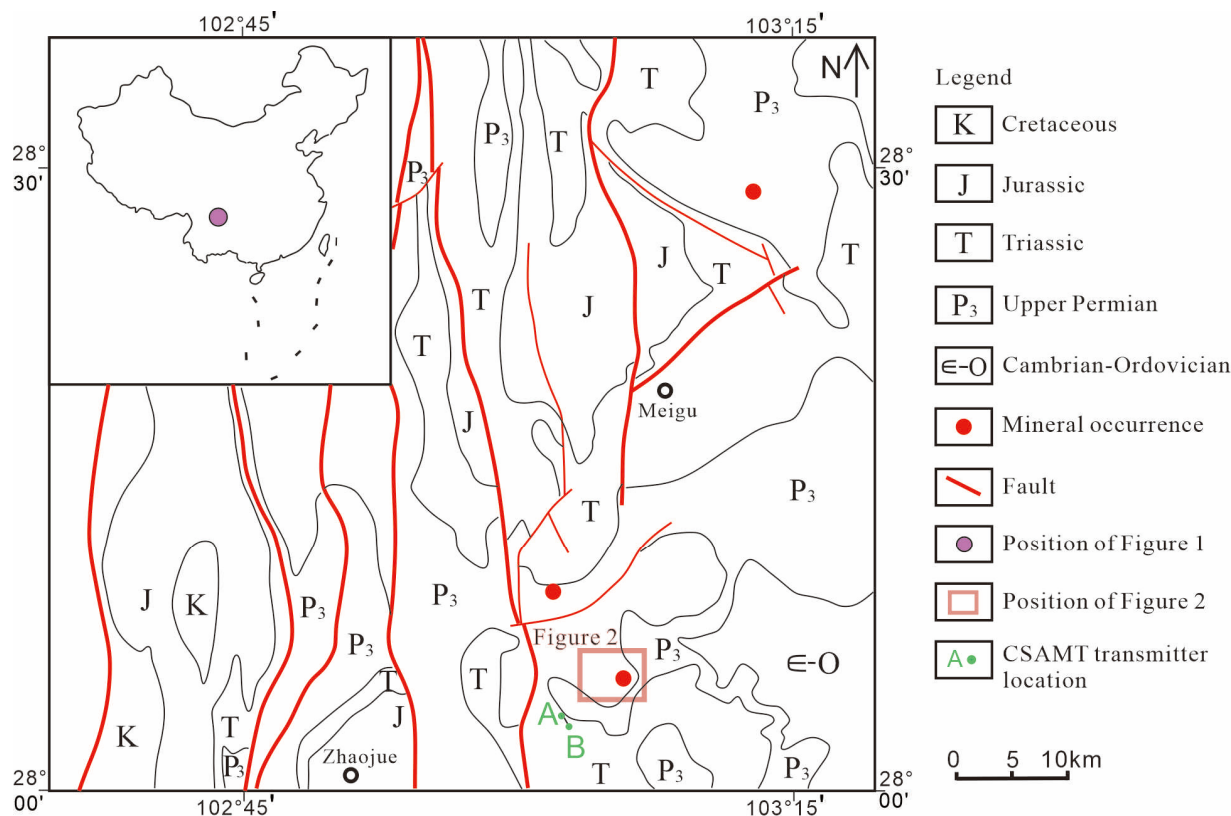 102°45'
103°15'
N
T
P₃
P₃
T
P₃
28°
30'
28°
30'
J
T
T
T
J
T
J
Meigu
P₃
T
J
K
P₃
P₃
P₃
Figure 2
P₃
∈-O
T
T
J
A
B
K
T
P₃
Zhaojue
T
P₃
P₃
28°
00'
28°
00'
102°45'
103°15'
Legend
K Cretaceous
J Jurassic
T Triassic
P₃ Upper Permian
∈-O Cambrian-Ordovician
Mineral occurrence
Fault
Position of Figure 1
Position of Figure 2
A CSAMT transmitter
location
0 5 10km